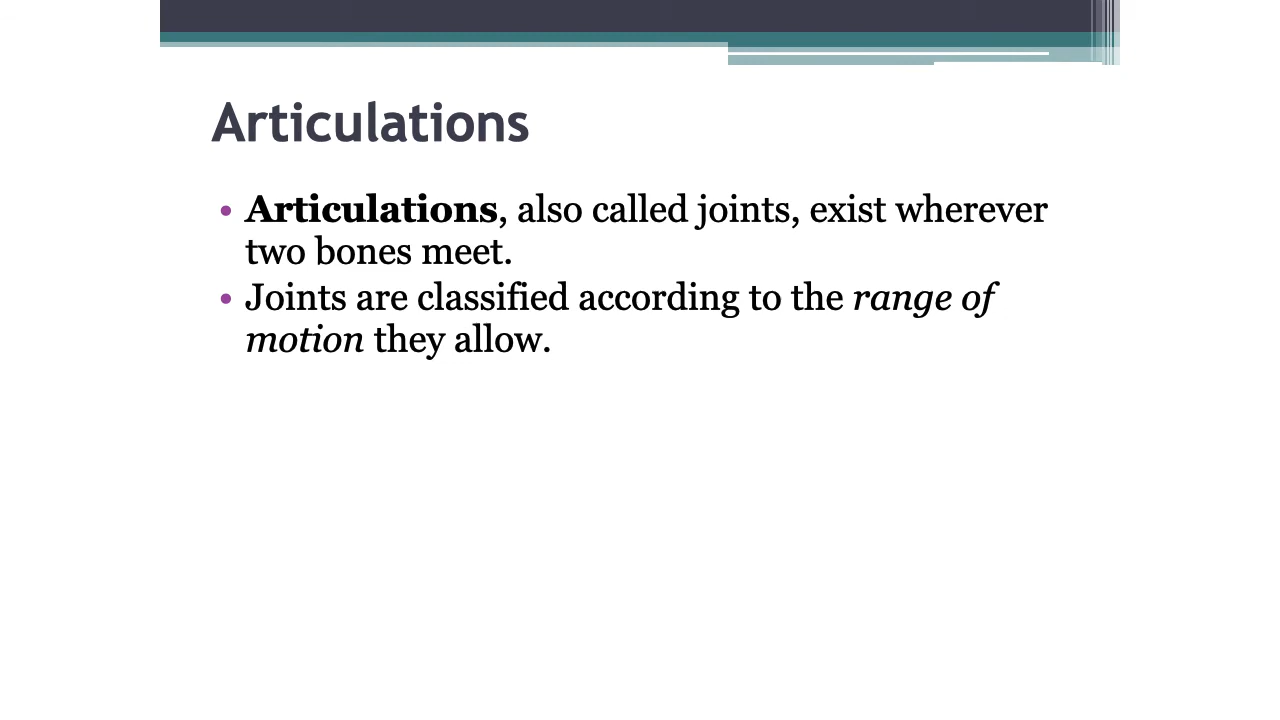 Articulations
• Articulations, also called joints, exist wherever
two bones meet.
• Joints are classified according to the range of
motion they allow.